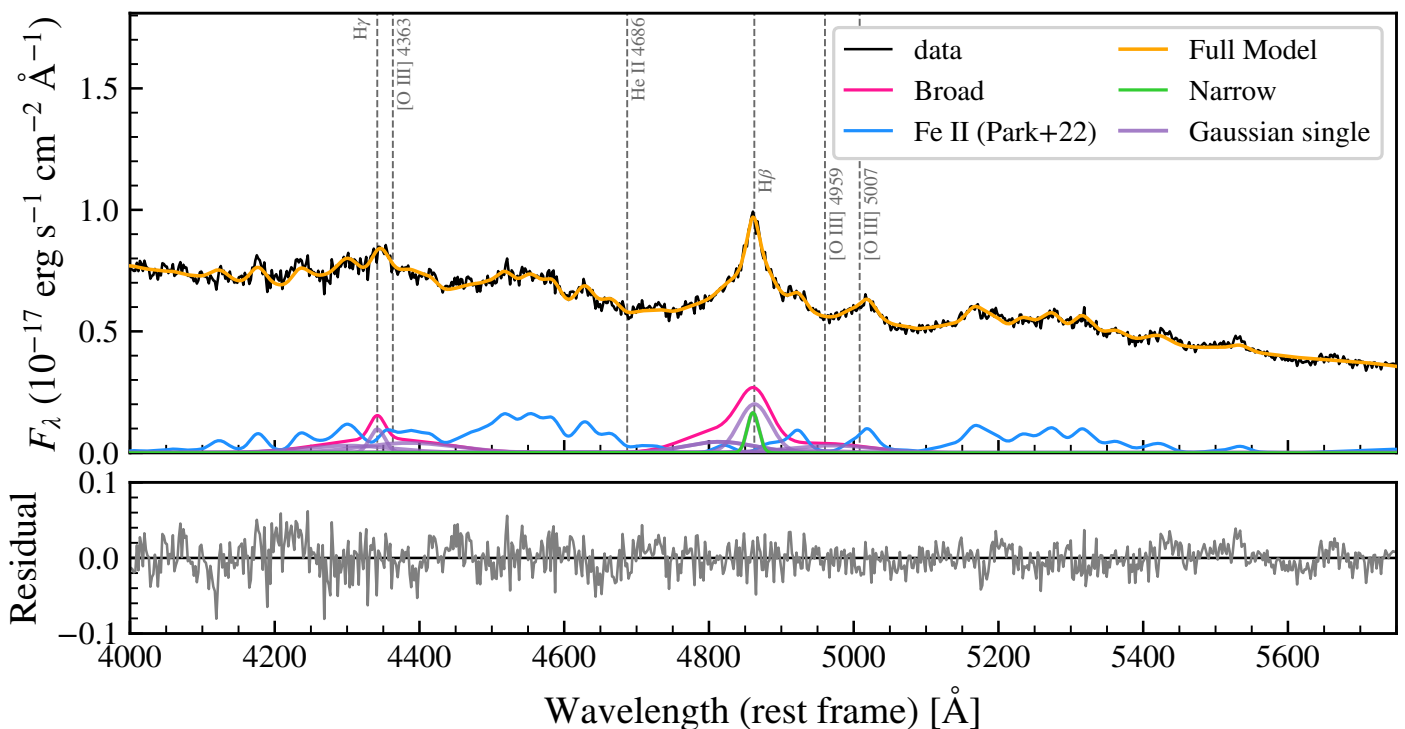 Hγ
[O III] 4363
He II 4686
Hβ
[O III] 4959
[O III] 5007
data
Broad
Fe II (Park+22)
Full Model
Narrow
Gaussian single
F_λ (10⁻¹⁷ erg s⁻¹ cm⁻² Å⁻¹)
1.5
1.0
0.5
0.0
Residual
0.1
0.0
−0.1
4000 4200 4400 4600 4800 5000 5200 5400 5600
Wavelength (rest frame) [Å]